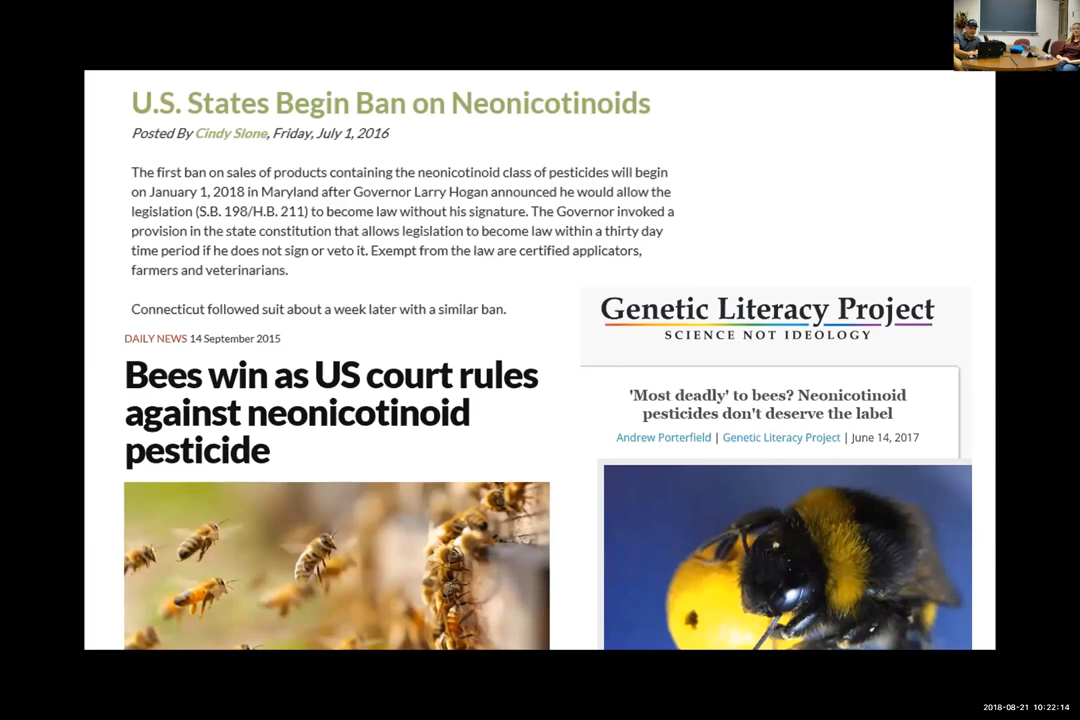 U.S. States Begin Ban on Neonicotinoids
Posted By Cindy Slone, Friday, July 1, 2016
The first ban on sales of products containing the neonicotinoid class of pesticides will begin
on January 1, 2018 in Maryland after Governor Larry Hogan announced he would allow the
legislation (S.B. 198/H.B. 211) to become law without his signature. The Governor invoked a
provision in the state constitution that allows legislation to become law within a thirty day
time period if he does not sign or veto it. Exempt from the law are certified applicators,
farmers and veterinarians.
Connecticut followed suit about a week later with a similar ban.
DAILY NEWS 14 September 2015
Bees win as US court rules
against neonicotinoid
pesticide
Genetic Literacy Project
SCIENCE NOT IDEOLOGY
'Most deadly' to bees? Neonicotinoid
pesticides don't deserve the label
Andrew Porterfield | Genetic Literacy Project | June 14, 2017
2018-08-21 10:22:14